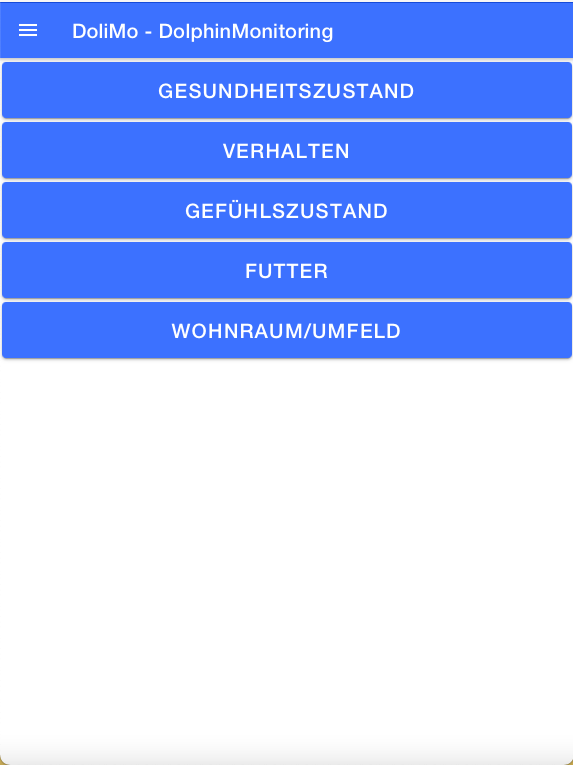 DoliMo - DolphinMonitoring
GESUNDHEITSZUSTAND
VERHALTEN
GEFÜHLSZUSTAND
FUTTER
WOHNRAUM/UMFELD